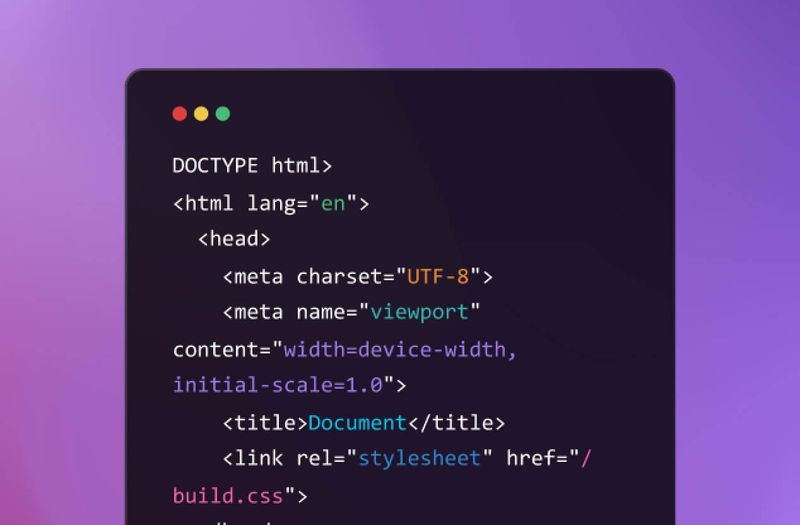 DOCTYPE html>
<html lang="en">
<head>
<meta charset="UTF-8">
<meta name="viewport"
content="width=device-width,
initial-scale=1.0">
<title>Document</title>
<link rel="stylesheet" href="/
build.css">